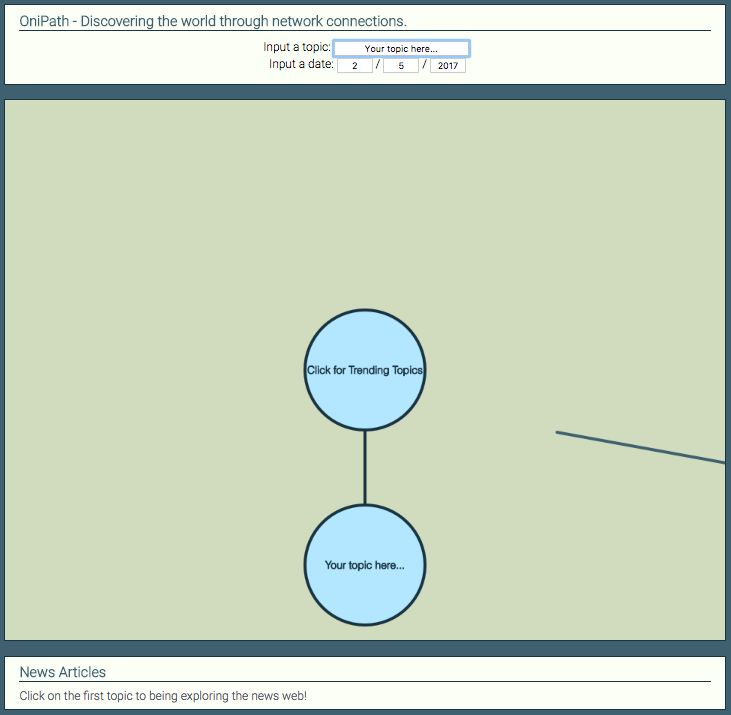 OniPath - Discovering the world through network connections.
Input a topic: Your topic here...
Input a date: 2 / 5 / 2017
Click for Trending Topics
Your topic here...
News Articles
Click on the first topic to being exploring the news web!